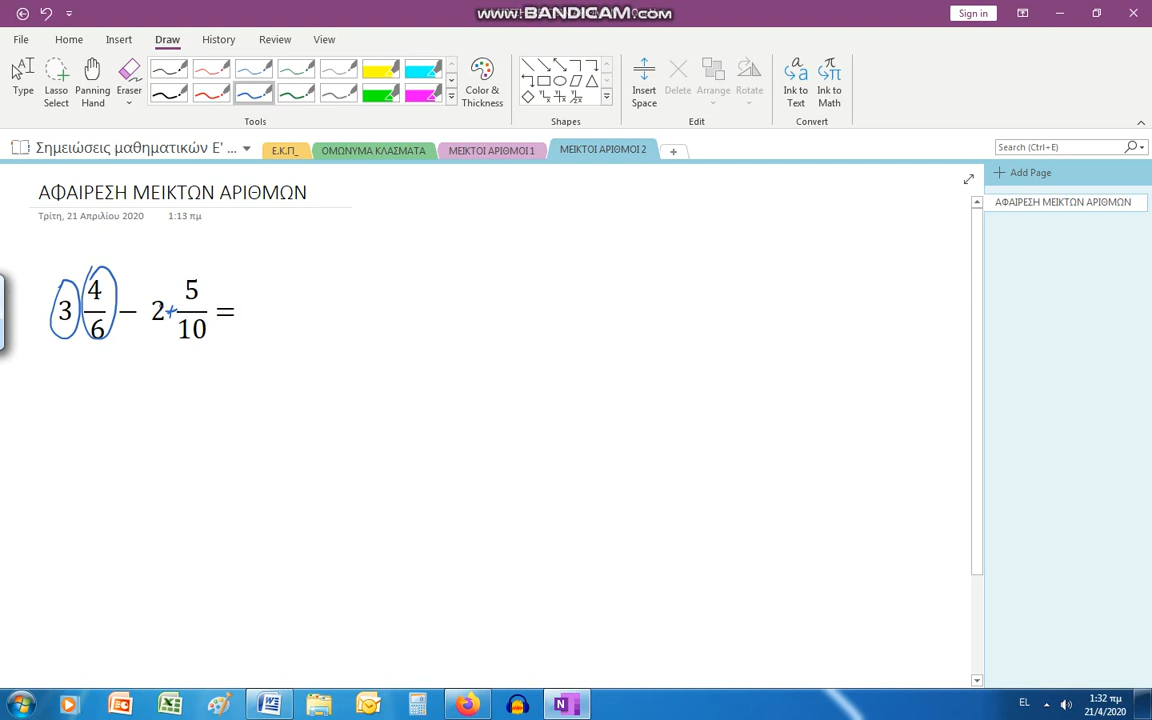 www.BANDICAM.com
Sign in
File Home Insert Draw History Review View
Type Lasso Select Panning Hand Eraser Color & Thickness Insert Space Delete Arrange Rotate Ink to Text Ink to Math
Tools Shapes Edit Convert
Σημειώσεις μαθηματικών Ε' ... Ε.Κ.Π_ ΟΜΩΝΥΜΑ ΚΛΑΣΜΑΤΑ ΜΕΙΚΤΟΙ ΑΡΙΘΜΟΙ 1 ΜΕΙΚΤΟΙ ΑΡΙΘΜΟΙ 2 Search (Ctrl+E)
Add Page
ΑΦΑΙΡΕΣΗ ΜΕΙΚΤΩΝ ΑΡΙΘΜΩΝ
ΑΦΑΙΡΕΣΗ ΜΕΙΚΤΩΝ ΑΡΙΘΜΩΝ
Τρίτη, 21 Απριλίου 2020 1:13 πμ
3 4/6 − 2+ 5/10 =
EL 1:32 πμ
21/4/2020